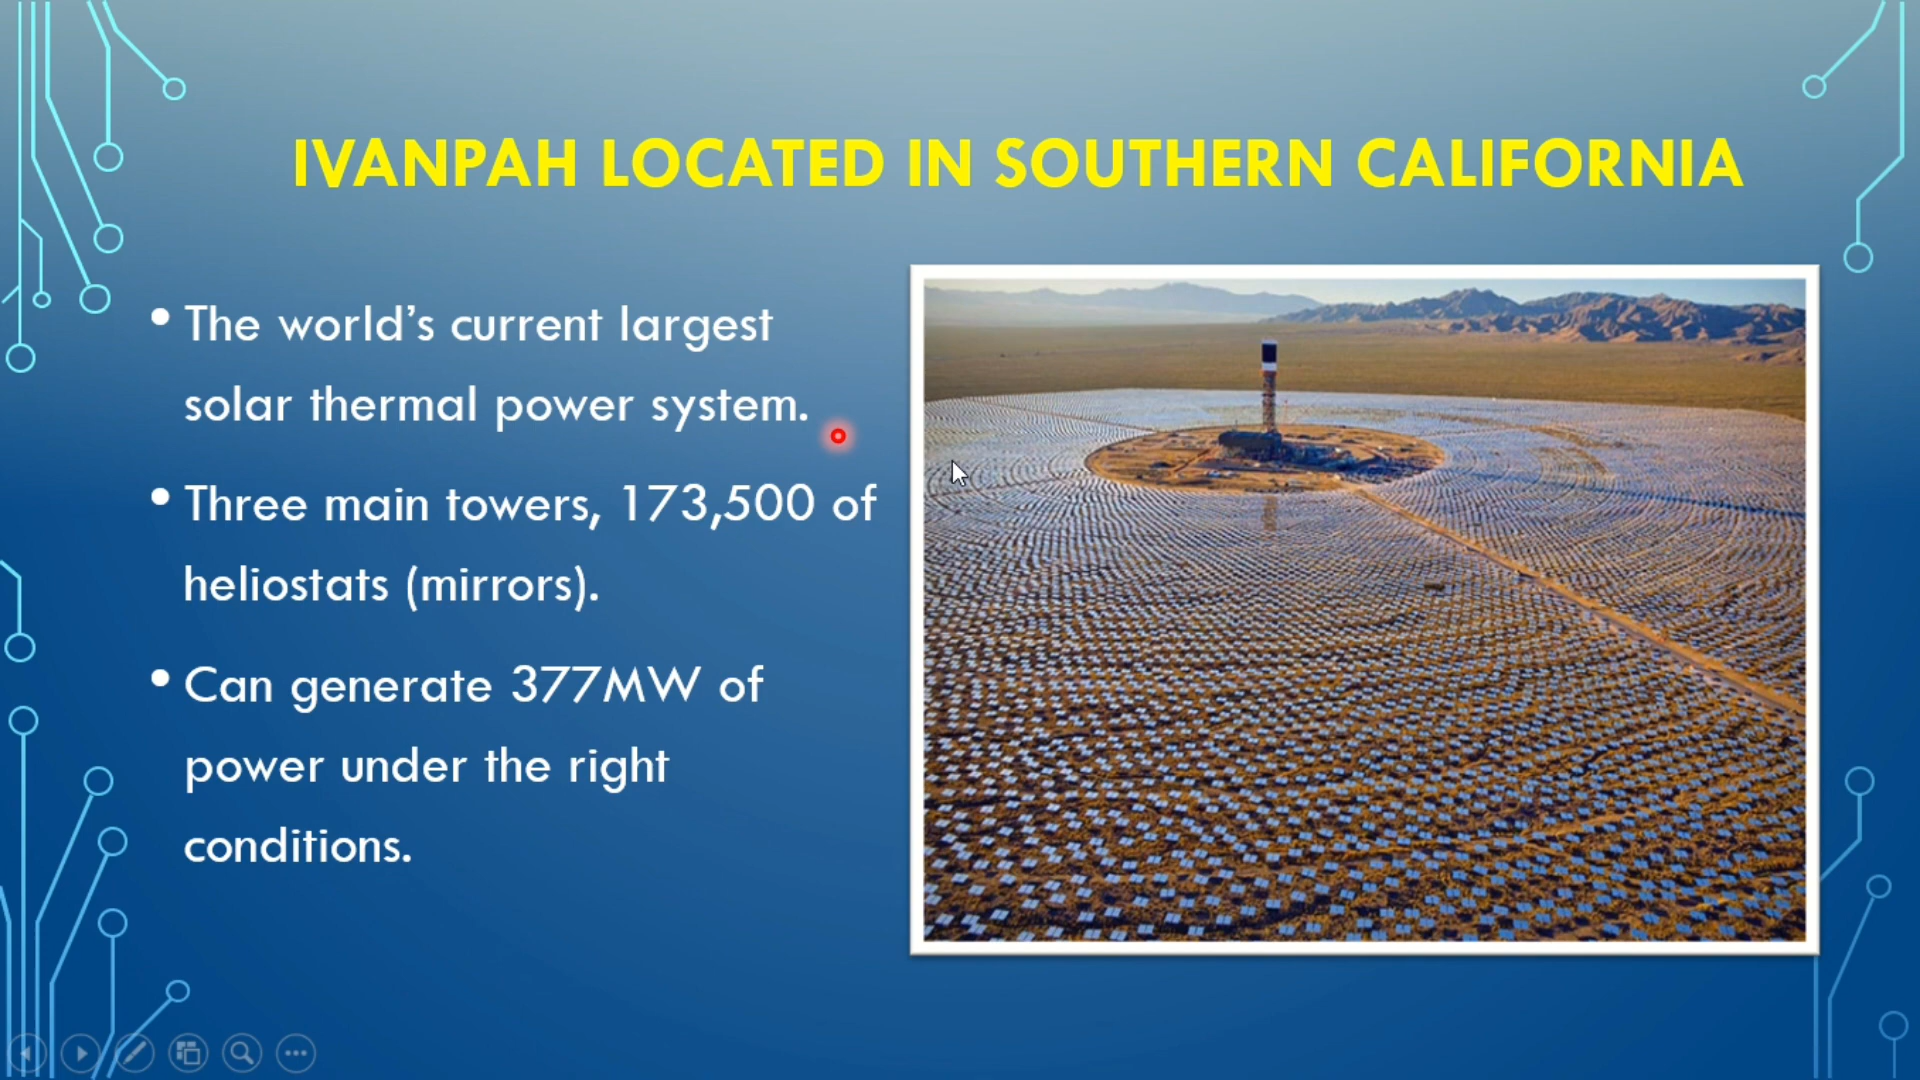 IVANPAH LOCATED IN SOUTHERN CALIFORNIA
• The world’s current largest
solar thermal power system.
• Three main towers, 173,500 of
heliostats (mirrors).
• Can generate 377MW of
power under the right
conditions.